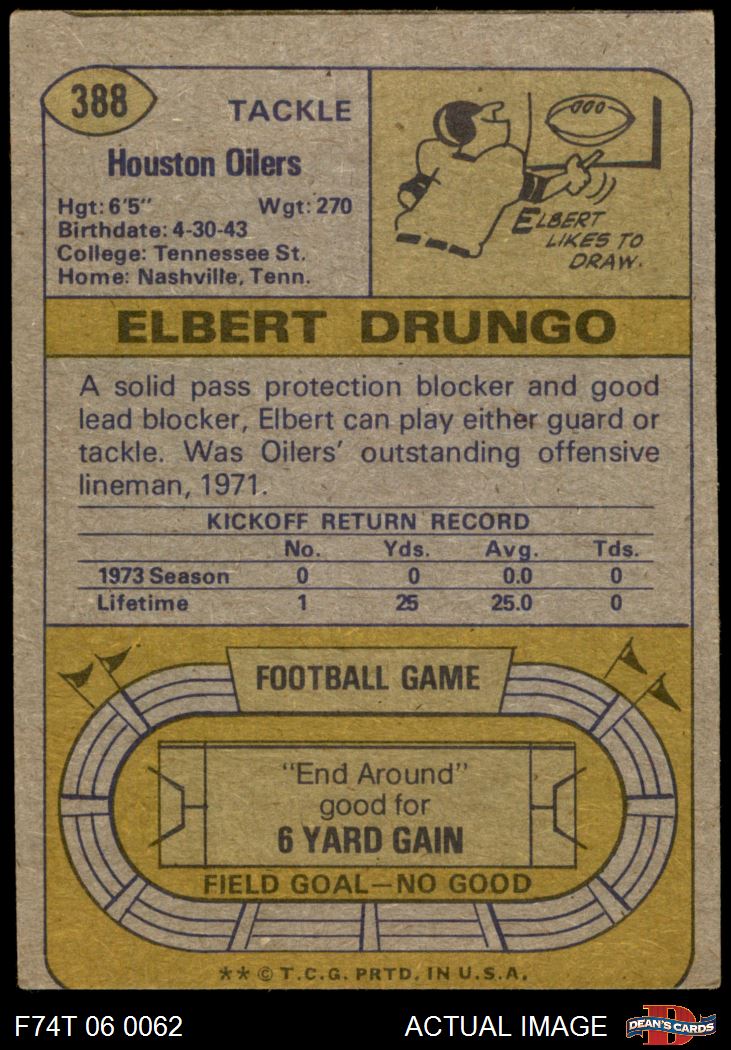 388
TACKLE
Houston Oilers
Hgt: 6'5" Wgt: 270
Birthdate: 4-30-43
College: Tennessee St.
Home: Nashville, Tenn.
ELBERT
LIKES TO
DRAW.
ELBERT DRUNGO
A solid pass protection blocker and good
lead blocker, Elbert can play either guard or
tackle. Was Oilers' outstanding offensive
lineman, 1971.
KICKOFF RETURN RECORD
No. Yds. Avg. Tds.
1973 Season 0 0 0.0 0
Lifetime 1 25 25.0 0
FOOTBALL GAME
"End Around"
good for
6 YARD GAIN
FIELD GOAL—NO GOOD
** © T.C.G. PRTD. IN U.S.A.
F74T 06 0062 ACTUAL IMAGE
DEAN'S CARDS